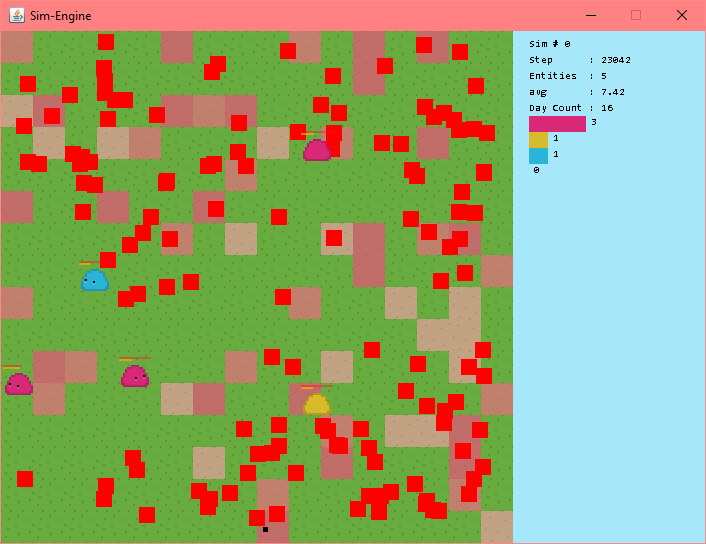 Sim-Engine
Sim # 0
Step : 23042
Entities : 5
avg : 7.42
Day Count : 16
3
1
1
0